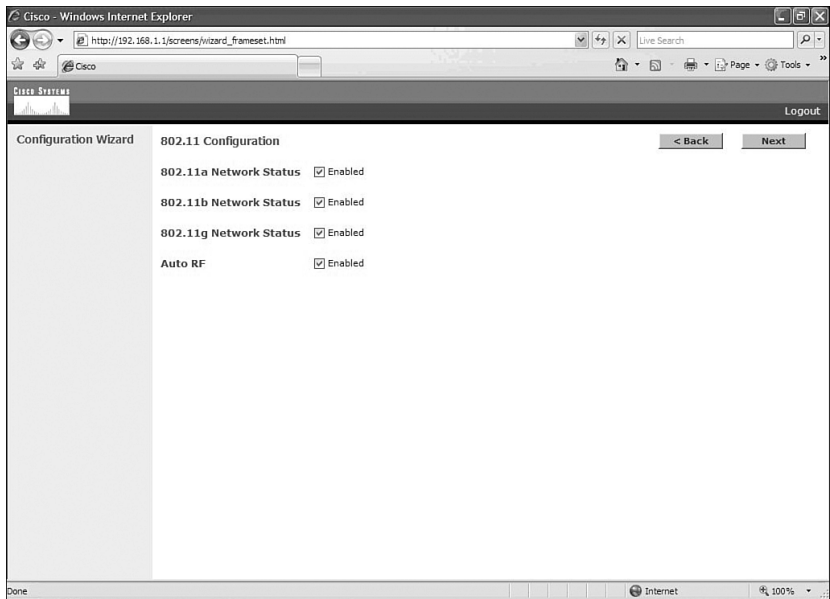 Cisco - Windows Internet Explorer
http://192.168.1.1/screens/wizard_frameset.html
Live Search
Cisco
Page
Tools
CISCO SYSTEMS
Logout
Configuration Wizard
802.11 Configuration
< Back
Next
802.11a Network Status
Enabled
802.11b Network Status
Enabled
802.11g Network Status
Enabled
Auto RF
Enabled
Done
Internet
100%